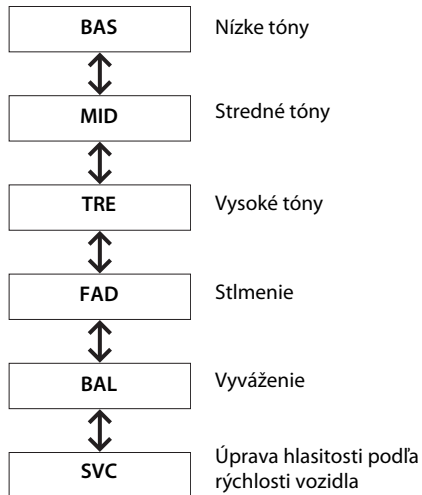 BAS Nízke tóny
MID Stredné tóny
TRE Vysoké tóny
FAD Stlmenie
BAL Vyváženie
SVC Úprava hlasitosti podľa
rýchlosti vozidla